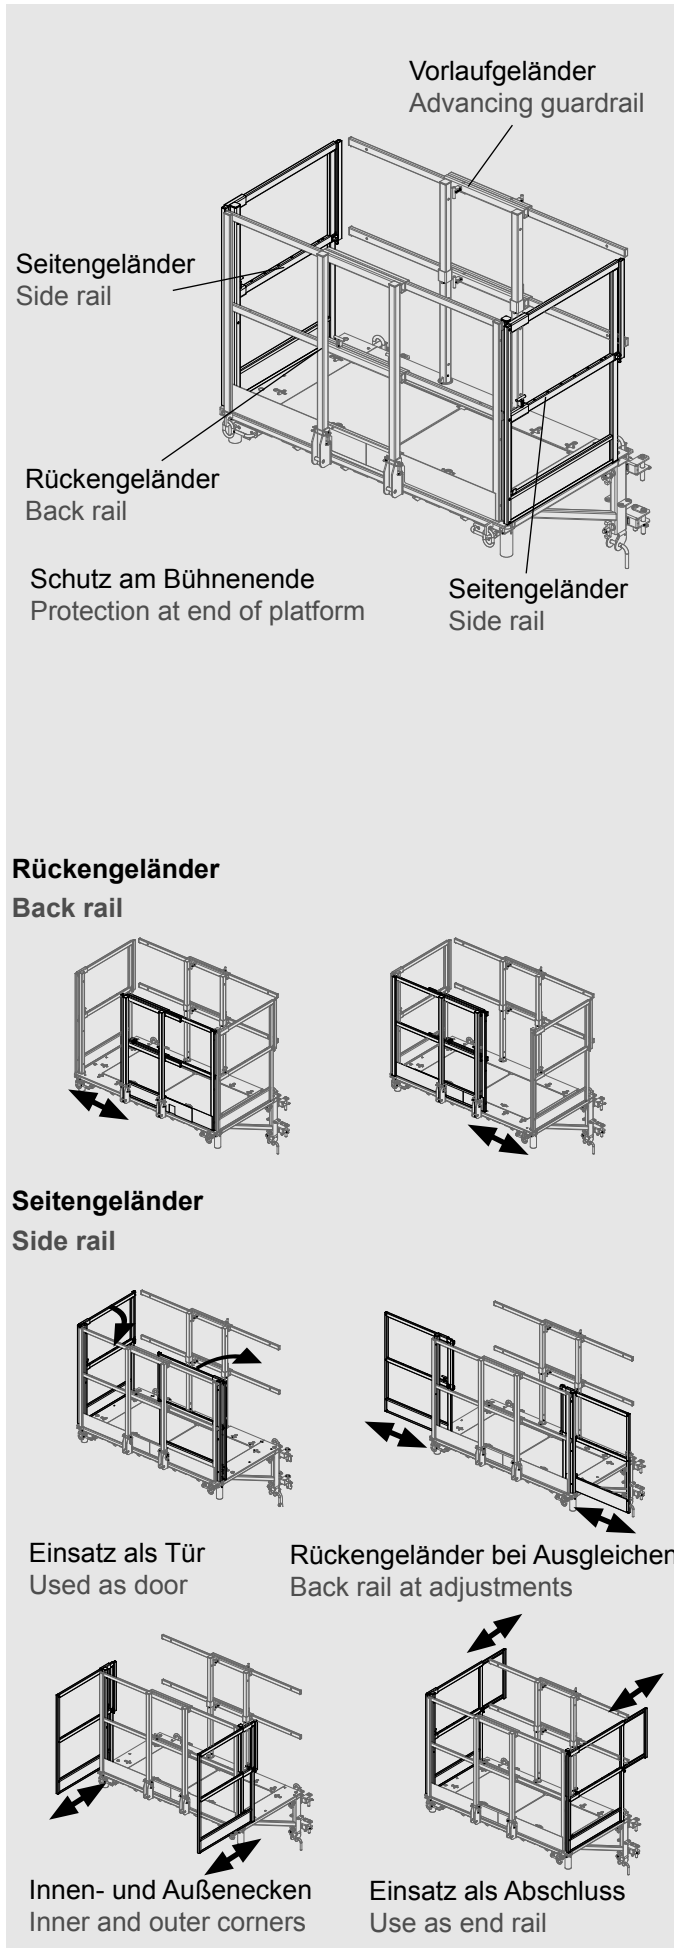 Vorlaufgeländer
Advancing guardrail
Seitengeländer
Side rail
Rückengeländer
Back rail
Schutz am Bühnenende
Protection at end of platform
Seitengeländer
Side rail
Rückengeländer
Back rail
Seitengeländer
Side rail
Einsatz als Tür
Used as door
Rückengeländer bei Ausgleichen
Back rail at adjustments
Innen- und Außenecken
Inner and outer corners
Einsatz als Abschluss
Use as end rail